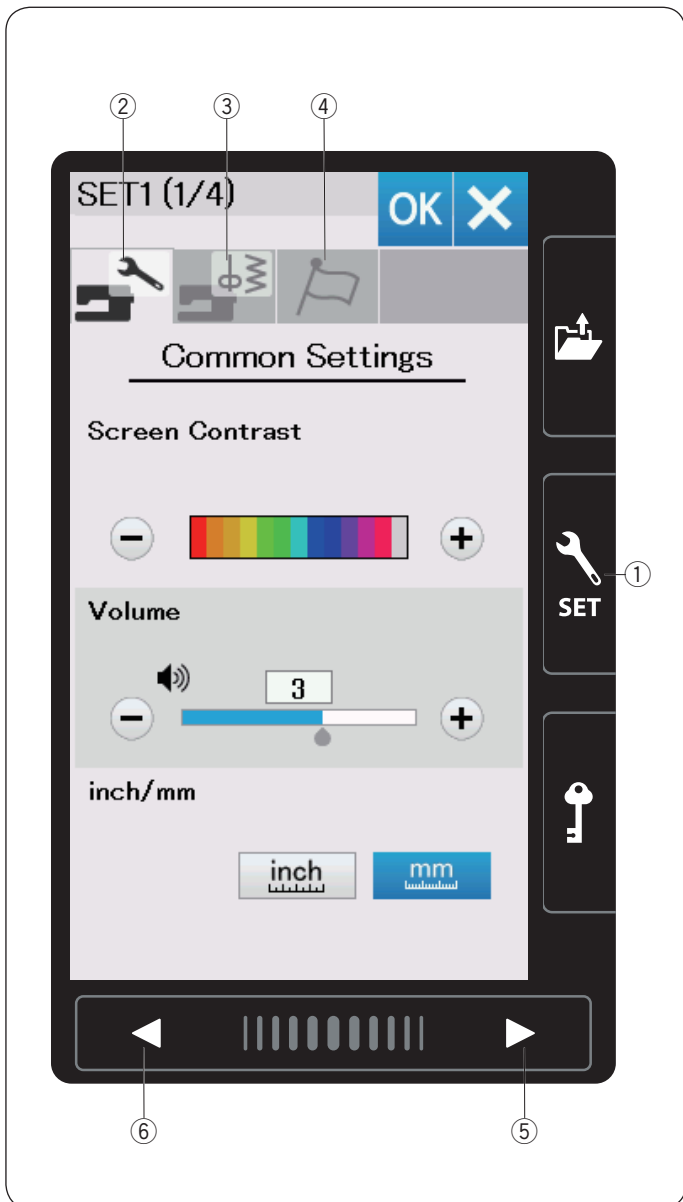 ② ③ ④
SET1 (1/4) OK
Common Settings
Screen Contrast
①
SET
Volume
3
inch/mm
inch mm
⑥ ⑤